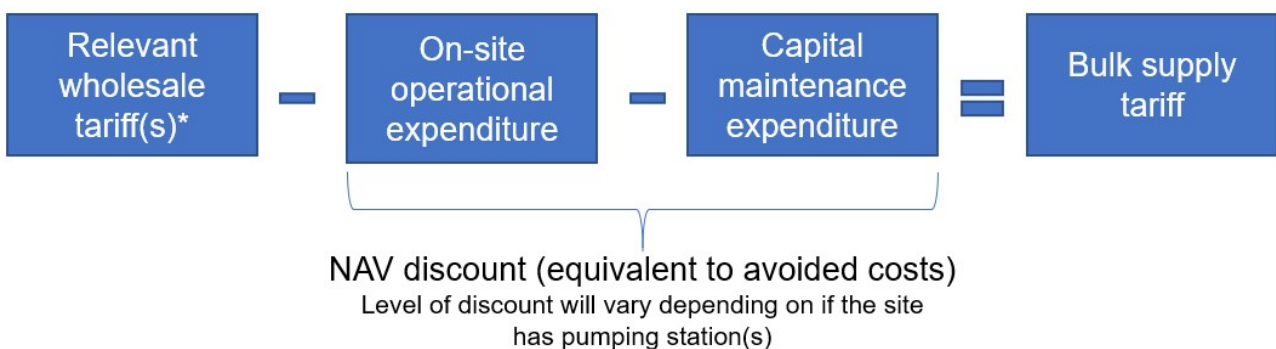 Relevant
wholesale
tariff(s)*
On-site
operational
expenditure
Capital
maintenance
expenditure
Bulk supply
tariff
NAV discount (equivalent to avoided costs)
Level of discount will vary depending on if the site
has pumping station(s)